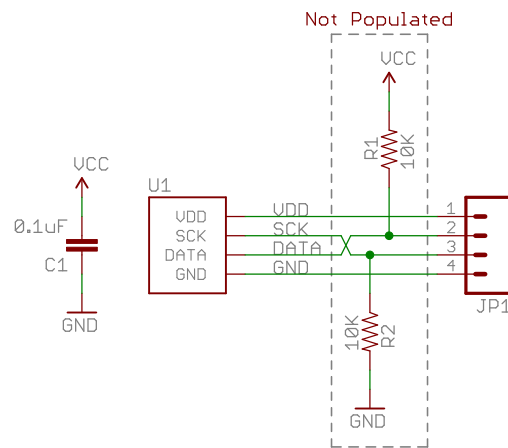 Not Populated
VCC
R1
10K
VCC
0.1uF
C1
GND
U1
VDD
SCK
DATA
GND
VDD
SCK
DATA
GND
1
2
3
4
JP1
10K
R2
GND